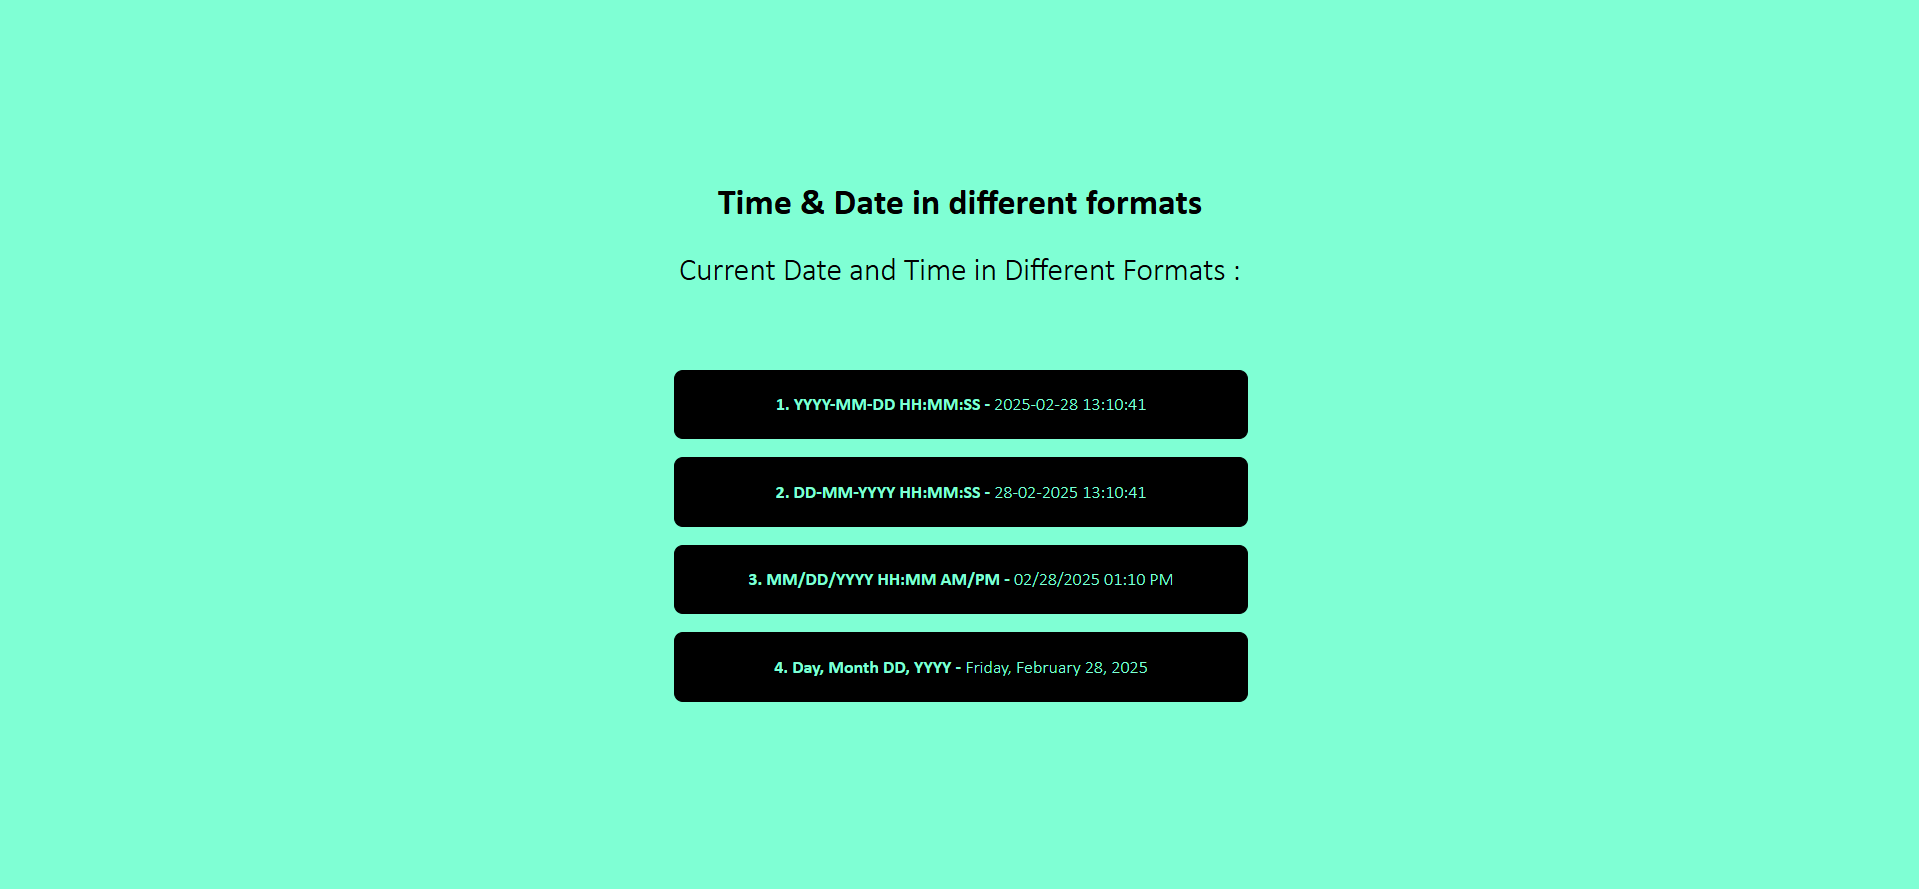 Time & Date in different formats
Current Date and Time in Different Formats :
1. YYYY-MM-DD HH:MM:SS - 2025-02-28 13:10:41
2. DD-MM-YYYY HH:MM:SS - 28-02-2025 13:10:41
3. MM/DD/YYYY HH:MM AM/PM - 02/28/2025 01:10 PM
4. Day, Month DD, YYYY - Friday, February 28, 2025